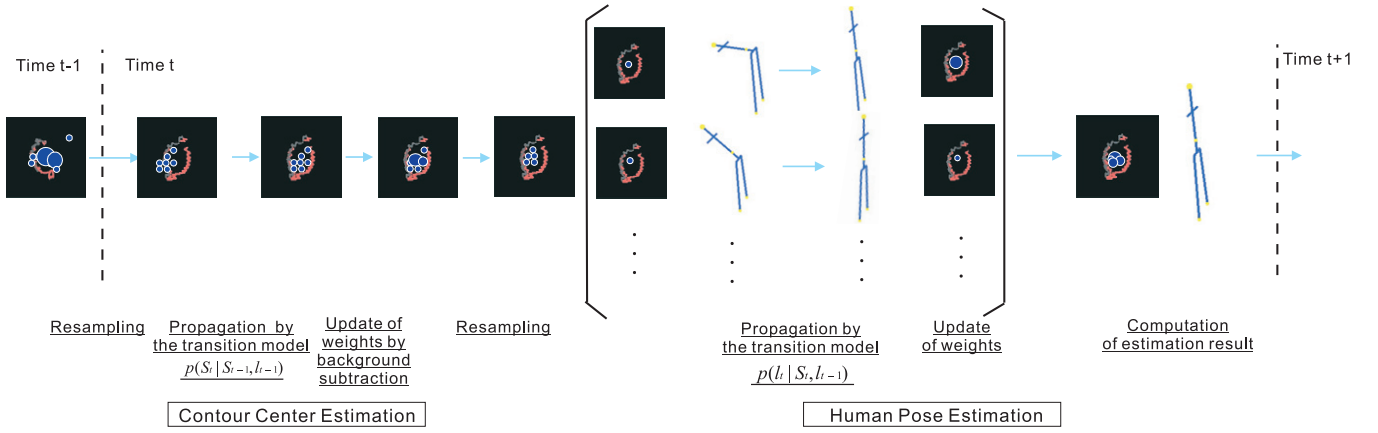 Time t-1
Time t
Time t+1
Resampling
Propagation by
the transition model
p(Sₜ | Sₜ₋₁, lₜ₋₁)
Update of
weights by
background
subtraction
Resampling
Propagation by
the transition model
p(lₜ | Sₜ, lₜ₋₁)
Update
of weights
Computation
of estimation result
Contour Center Estimation
Human Pose Estimation